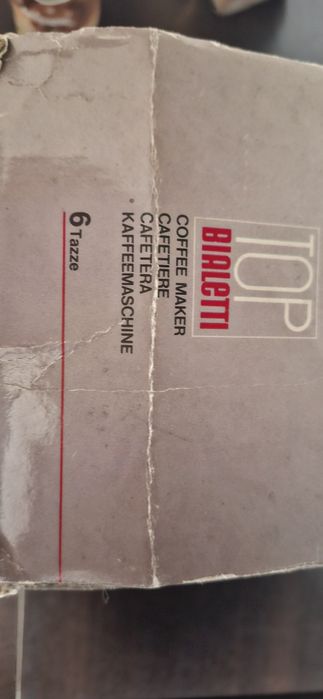 TOP
BIALETTI
COFFEE MAKER
CAFETIERE
CAFETERA
KAFFEEMASCHINE
6 Tazze